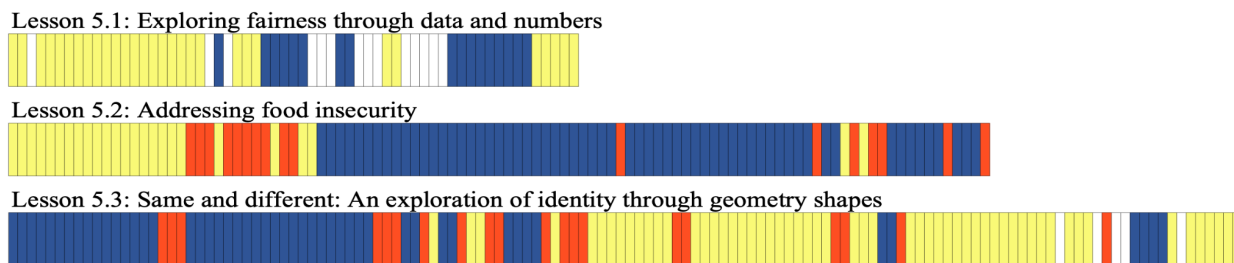 Lesson 5.1: Exploring fairness through data and numbers
Lesson 5.2: Addressing food insecurity
Lesson 5.3: Same and different: An exploration of identity through geometry shapes